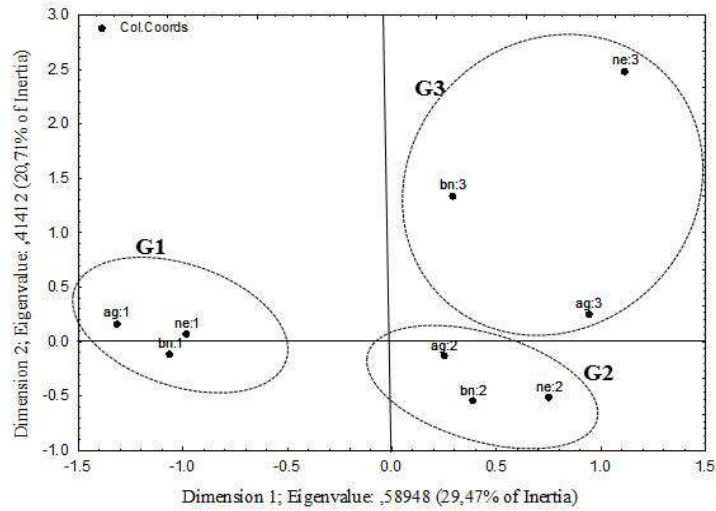 Col.Coords
3.0
2.5
2.0
1.5
1.0
0.5
0.0
-0.5
-1.0
ne:3
G3
bn:3
G1
ag:3
ag:1
ne:1
bn:1
ag:2
G2
bn:2
ne:2
-1.5
-1.0
-0.5
0.0
0.5
1.0
1.5
Dimension 2; Eigenvalue: ,41412 (20,71% of Inertia)
Dimension 1; Eigenvalue: ,58948 (29,47% of Inertia)